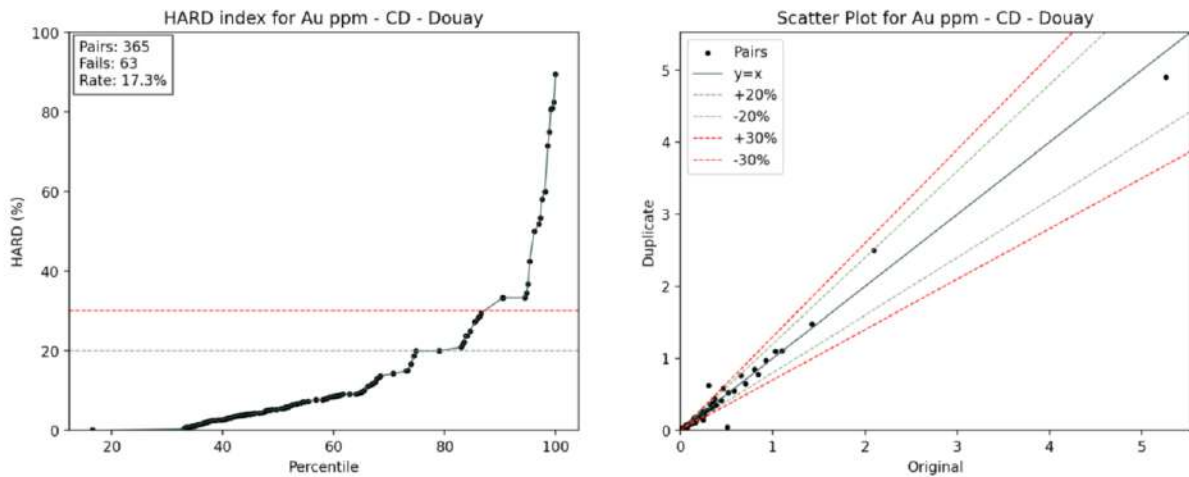 HARD index for Au ppm - CD - Douay
Pairs: 365
Fails: 63
Rate: 17.3%
100
80
60
40
20
0
HARD (%)
20
40
60
80
100
Percentile
Scatter Plot for Au ppm - CD - Douay
Pairs
y=x
+20%
-20%
+30%
-30%
5
4
3
2
1
0
Duplicate
0
1
2
3
4
5
Original